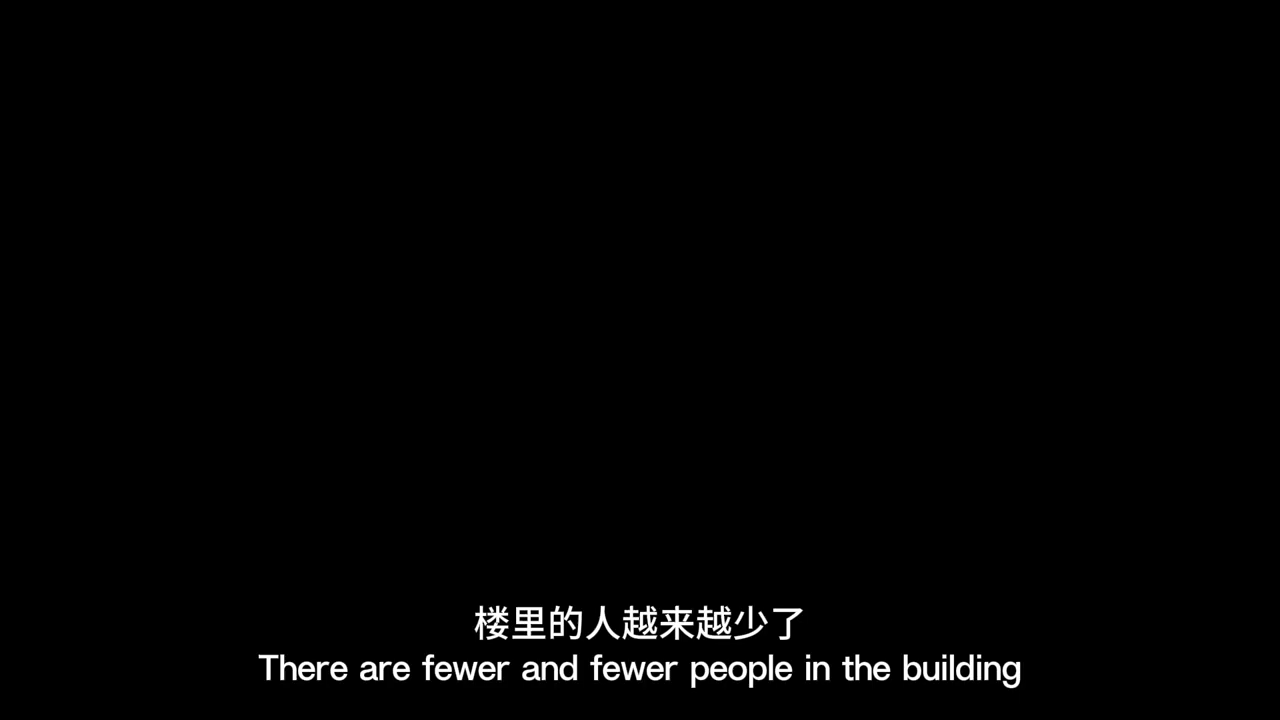 楼里的人越来越少了
There are fewer and fewer people in the building